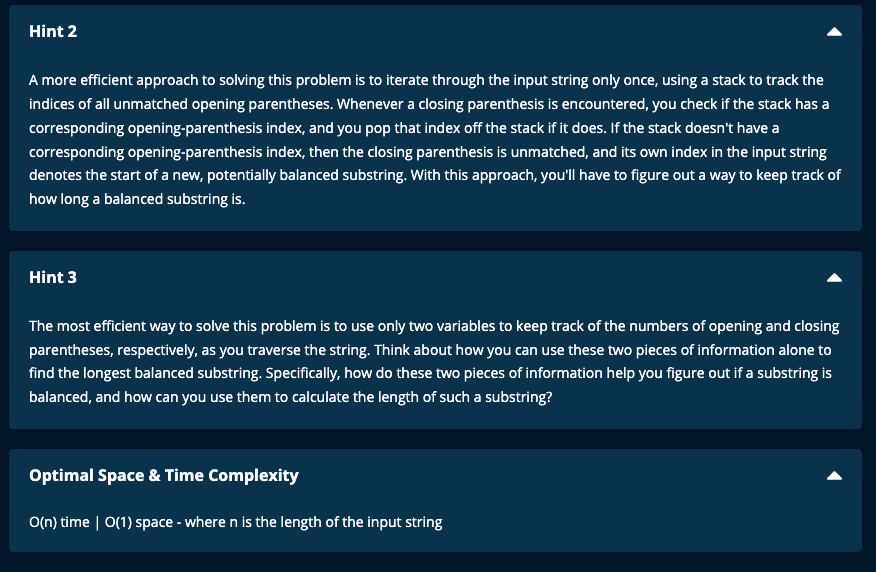 Hint 2
A more efficient approach to solving this problem is to iterate through the input string only once, using a stack to track the
indices of all unmatched opening parentheses. Whenever a closing parenthesis is encountered, you check if the stack has a
corresponding opening-parenthesis index, and you pop that index off the stack if it does. If the stack doesn't have a
corresponding opening-parenthesis index, then the closing parenthesis is unmatched, and its own index in the input string
denotes the start of a new, potentially balanced substring. With this approach, you'll have to figure out a way to keep track of
how long a balanced substring is.
Hint 3
The most efficient way to solve this problem is to use only two variables to keep track of the numbers of opening and closing
parentheses, respectively, as you traverse the string. Think about how you can use these two pieces of information alone to
find the longest balanced substring. Specifically, how do these two pieces of information help you figure out if a substring is
balanced, and how can you use them to calculate the length of such a substring?
Optimal Space & Time Complexity
O(n) time | O(1) space - where n is the length of the input string